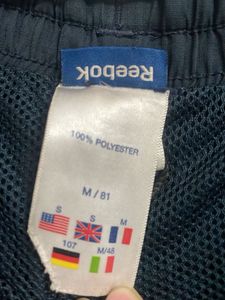 Reebok
100% POLYESTER
M / 81
S S M
107 M/48